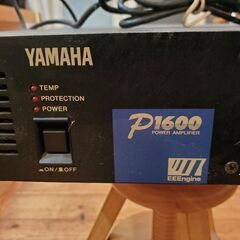 YAMAHA
TEMP
PROTECTION
POWER
P1600
POWER AMPLIFIER
EEEngine
ON/OFF